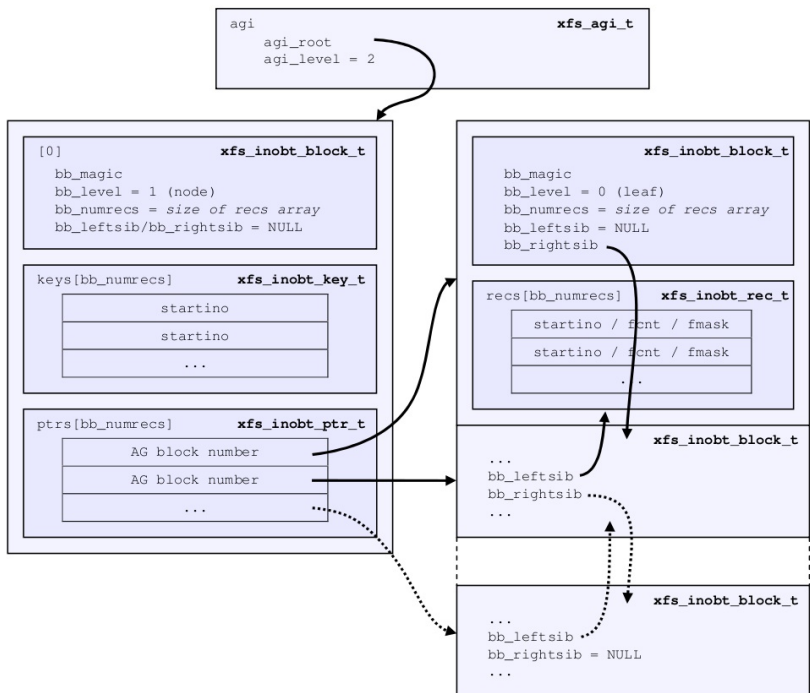 agi xfs_agi_t
agi_root
agi_level = 2
[0] xfs_inobt_block_t
bb_magic
bb_level = 1 (node)
bb_numrecs = size of recs array
bb_leftsib/bb_rightsib = NULL
keys[bb_numrecs] xfs_inobt_key_t
startino
startino
...
ptrs[bb_numrecs] xfs_inobt_ptr_t
AG block number
AG block number
...
xfs_inobt_block_t
bb_magic
bb_level = 0 (leaf)
bb_numrecs = size of recs array
bb_leftsib = NULL
bb_rightsib
recs[bb_numrecs] xfs_inobt_rec_t
startino / fcnt / fmask
startino / fcnt / fmask
...
xfs_inobt_block_t
...
bb_leftsib
bb_rightsib
...
xfs_inobt_block_t
...
bb_leftsib
bb_rightsib = NULL
...